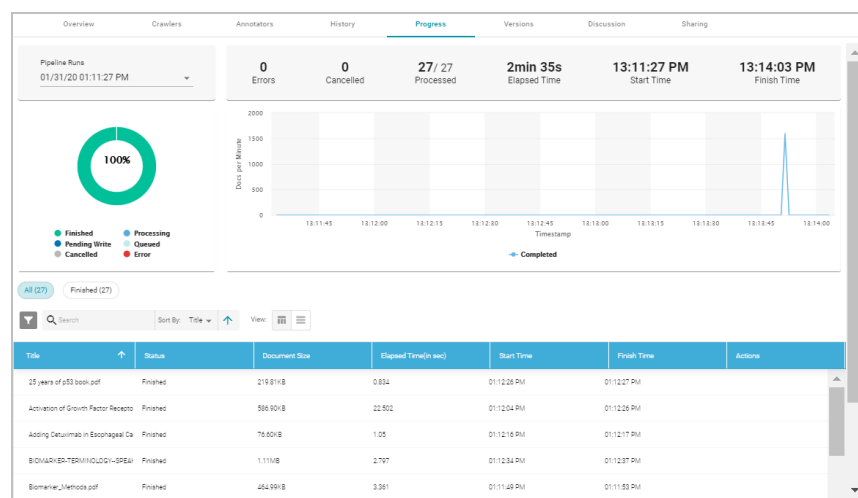 Overview Crawlers Annotators History Progress Versions Discussion Sharing
Pipeline Runs
01/31/20 01:11:27 PM
0 0 27/ 27 2min 35s 13:11:27 PM 13:14:03 PM
Errors Cancelled Processed Elapsed Time Start Time Finish Time
100%
Finished Processing
Pending Write Queued
Cancelled Error
Docs per Minute
2000
1500
1000
500
0
13:11:45 13:12:00 13:12:15 13:12:30 13:12:45 13:13:00 13:13:15 13:13:30 13:13:45 13:14:00
Timestamp
Completed
All (27) Finished (27)
Search Sort By: Title View:
Title Status Document Size Elapsed Time(in sec) Start Time Finish Time Actions
25 years of p53 book.pdf Finished 219.81KB 0.834 01:12:26 PM 01:12:27 PM
Activation of Growth Factor Recepto Finished 586.90KB 22.502 01:12:04 PM 01:12:26 PM
Adding Cetuximab in Esophageal Ca Finished 76.60KB 1.05 01:12:16 PM 01:12:17 PM
BIOMARKER-TERMINOLOGY--SPEAK Finished 1.11MB 2.797 01:12:34 PM 01:12:37 PM
Biomarker_Methods.pdf Finished 464.99KB 3.361 01:11:49 PM 01:11:53 PM